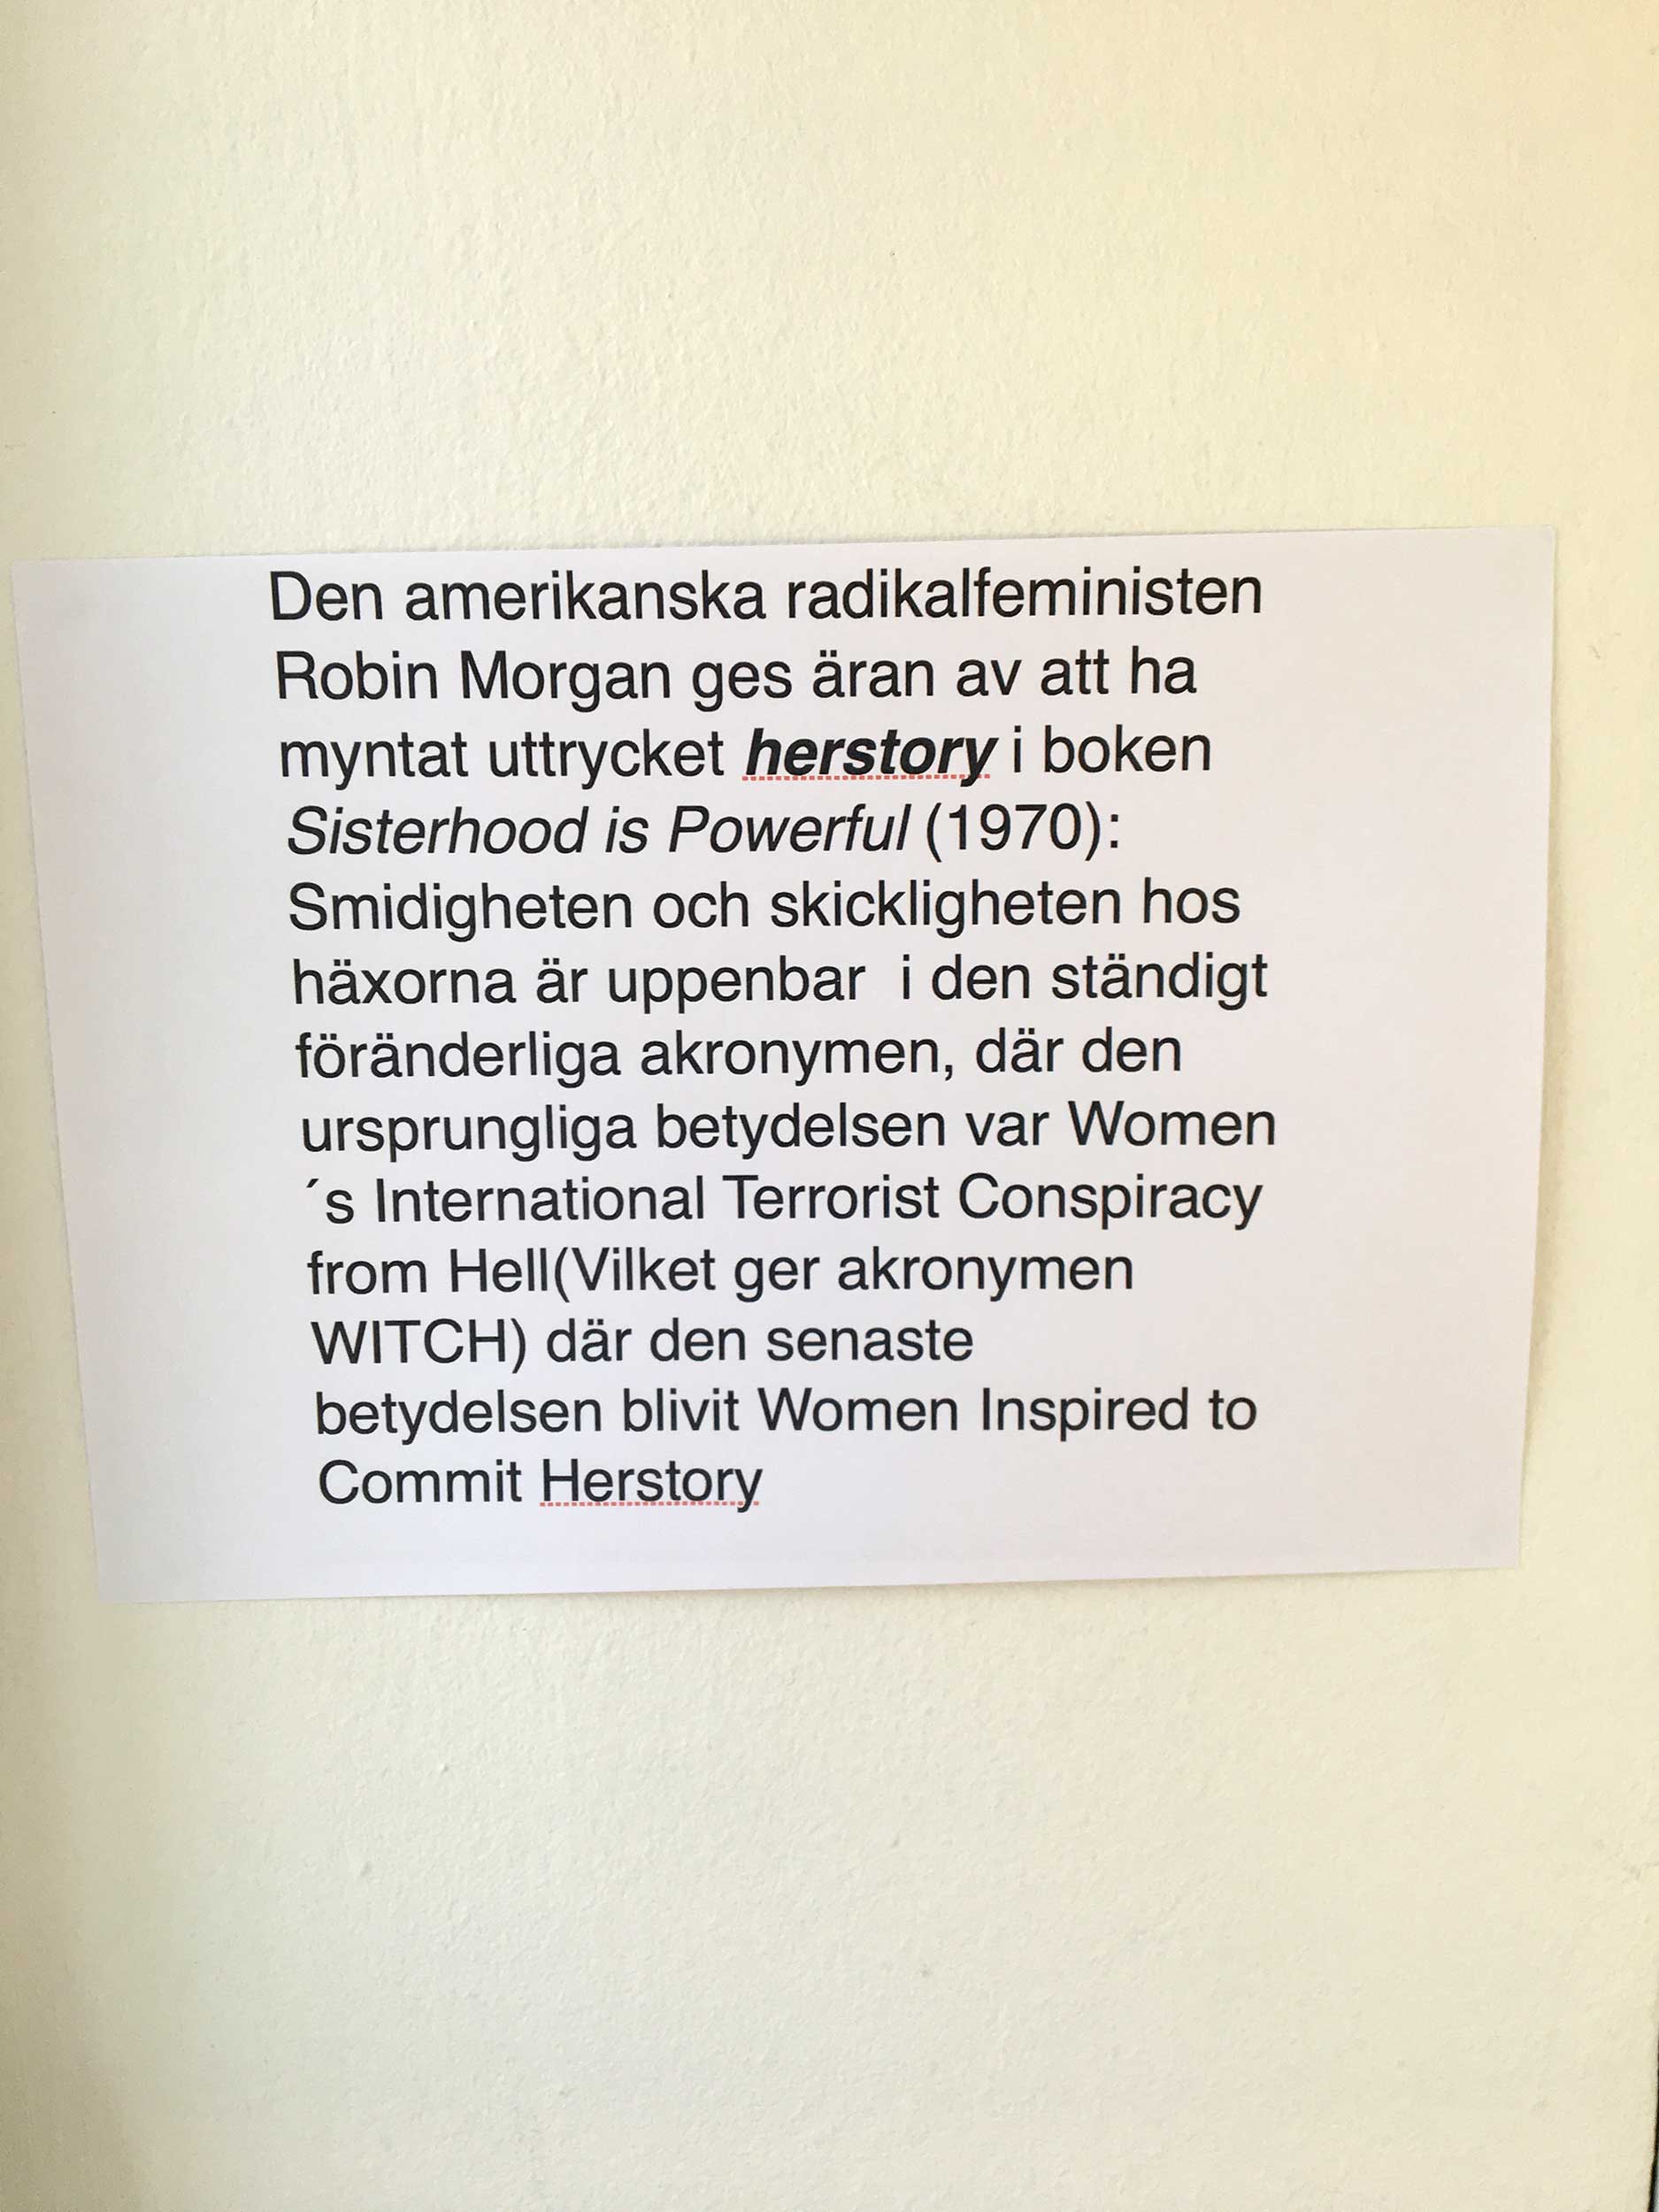 Den amerikanska radikalfeministen
Robin Morgan ges äran av att ha
myntat uttrycket herstory i boken
Sisterhood is Powerful (1970):
Smidigheten och skickligheten hos
häxorna är uppenbar  i den ständigt
föränderliga akronymen, där den
ursprungliga betydelsen var Women
´s International Terrorist Conspiracy
from Hell(Vilket ger akronymen
WITCH) där den senaste
betydelsen blivit Women Inspired to
Commit Herstory